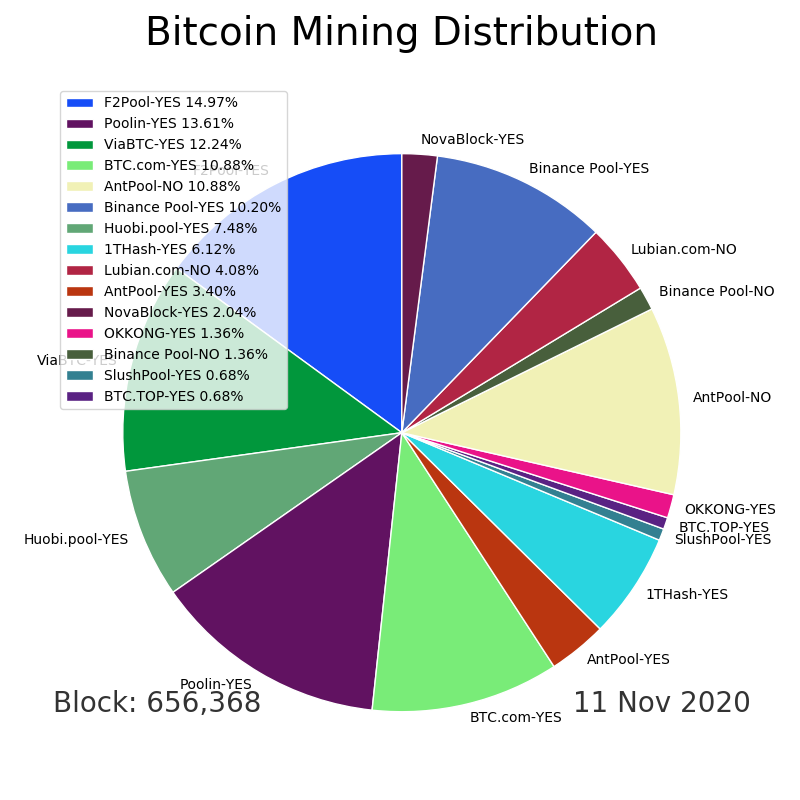 Bitcoin Mining Distribution
F2Pool-YES 14.97%
Poolin-YES 13.61%
ViaBTC-YES 12.24%
BTC.com-YES 10.88%
AntPool-NO 10.88%
Binance Pool-YES 10.20%
Huobi.pool-YES 7.48%
1THash-YES 6.12%
Lubian.com-NO 4.08%
AntPool-YES 3.40%
NovaBlock-YES 2.04%
OKKONG-YES 1.36%
Binance Pool-NO 1.36%
SlushPool-YES 0.68%
BTC.TOP-YES 0.68%
NovaBlock-YES
Binance Pool-YES
Lubian.com-NO
Binance Pool-NO
AntPool-NO
OKKONG-YES
BTC.TOP-YES
SlushPool-YES
1THash-YES
AntPool-YES
BTC.com-YES
Poolin-YES
Huobi.pool-YES
ViaBTC-YES
F2Pool-YES
Block: 656,368
11 Nov 2020